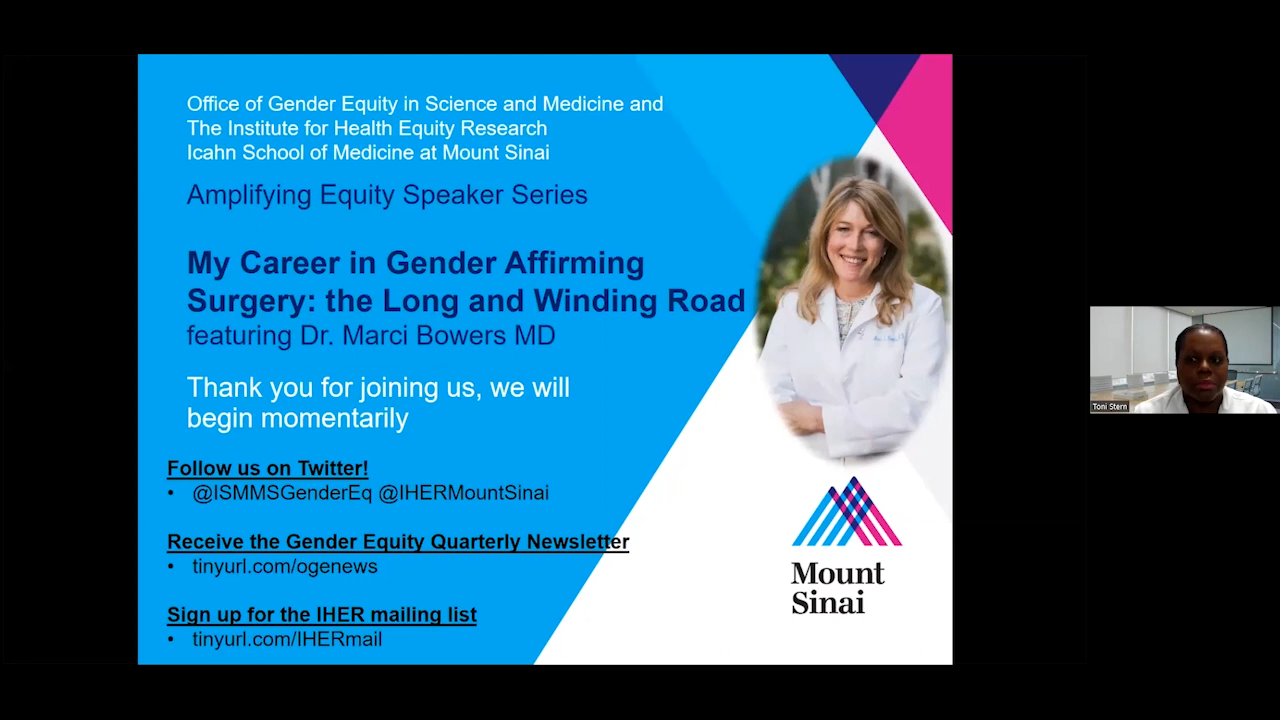 Office of Gender Equity in Science and Medicine and
The Institute for Health Equity Research
Icahn School of Medicine at Mount Sinai
Amplifying Equity Speaker Series
My Career in Gender Affirming
Surgery: the Long and Winding Road
featuring Dr. Marci Bowers MD
Thank you for joining us, we will
begin momentarily
Follow us on Twitter!
• @ISMMSGenderEq @IHERMountSinai
Receive the Gender Equity Quarterly Newsletter
• tinyurl.com/ogenews
Sign up for the IHER mailing list
• tinyurl.com/IHERmail
Mount
Sinai
Toni Stern